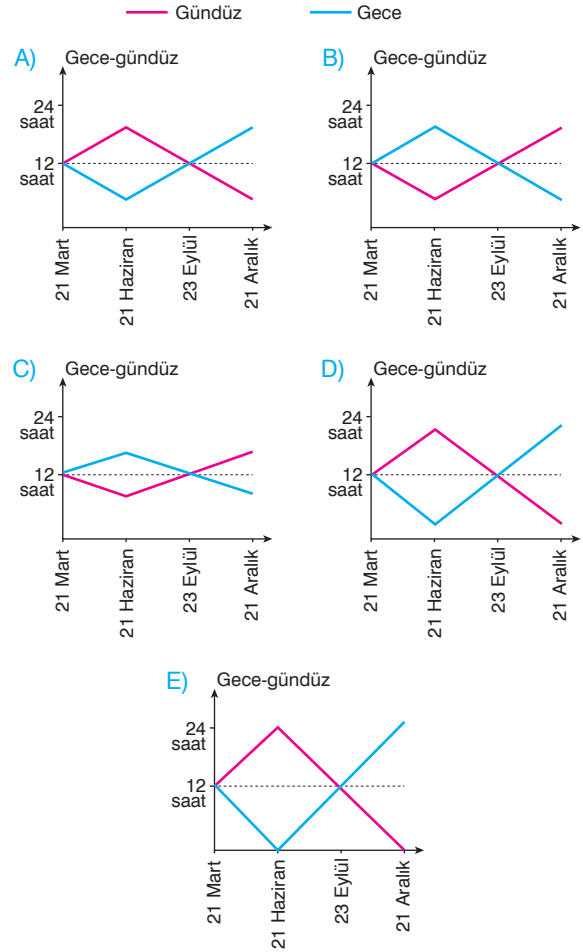 Gündüz Gece
A) Gece-gündüz
24
saat
12
saat
21 Mart
21 Haziran
23 Eylül
21 Aralık
B) Gece-gündüz
24
saat
12
saat
21 Mart
21 Haziran
23 Eylül
21 Aralık
C) Gece-gündüz
24
saat
12
saat
21 Mart
21 Haziran
23 Eylül
21 Aralık
D) Gece-gündüz
24
saat
12
saat
21 Mart
21 Haziran
23 Eylül
21 Aralık
E) Gece-gündüz
24
saat
12
saat
21 Mart
21 Haziran
23 Eylül
21 Aralık